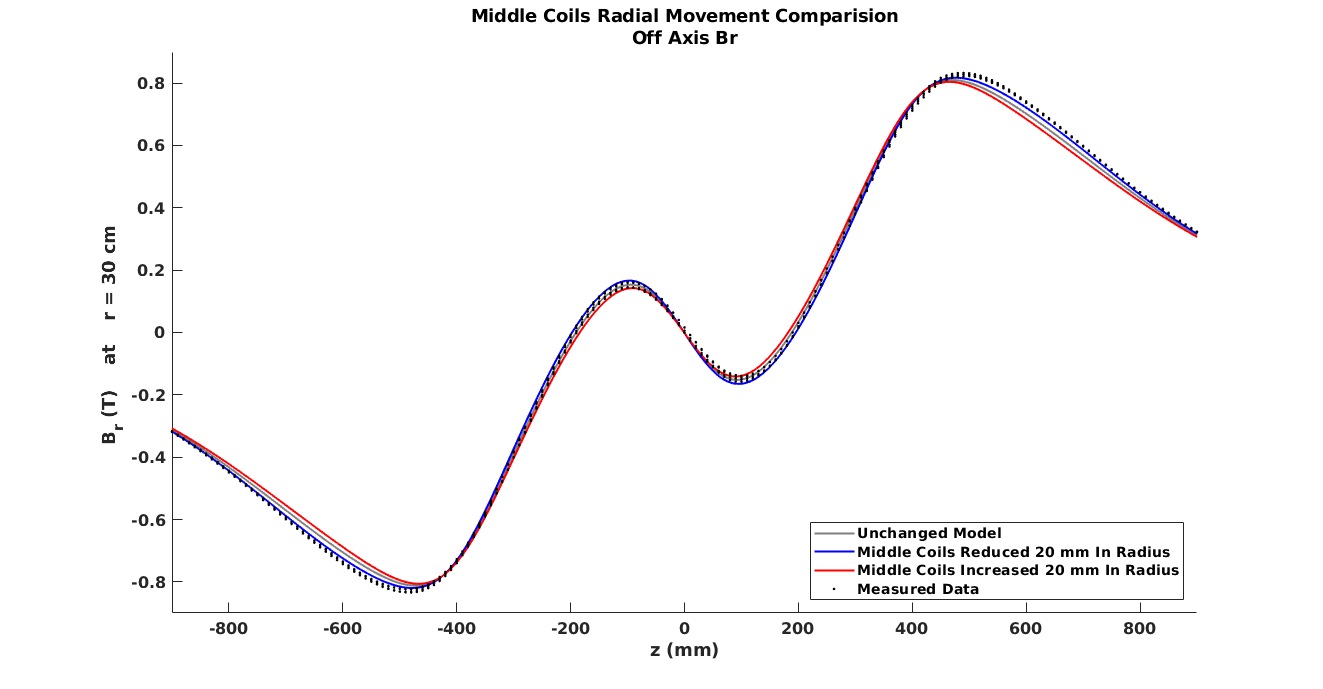 Middle Coils Radial Movement Comparision
Off Axis Br
B_r (T) at r = 30 cm
0.8
0.6
0.4
0.2
0
-0.2
-0.4
-0.6
-0.8
-800 -600 -400 -200 0 200 400 600 800
z (mm)
Unchanged Model
Middle Coils Reduced 20 mm In Radius
Middle Coils Increased 20 mm In Radius
Measured Data